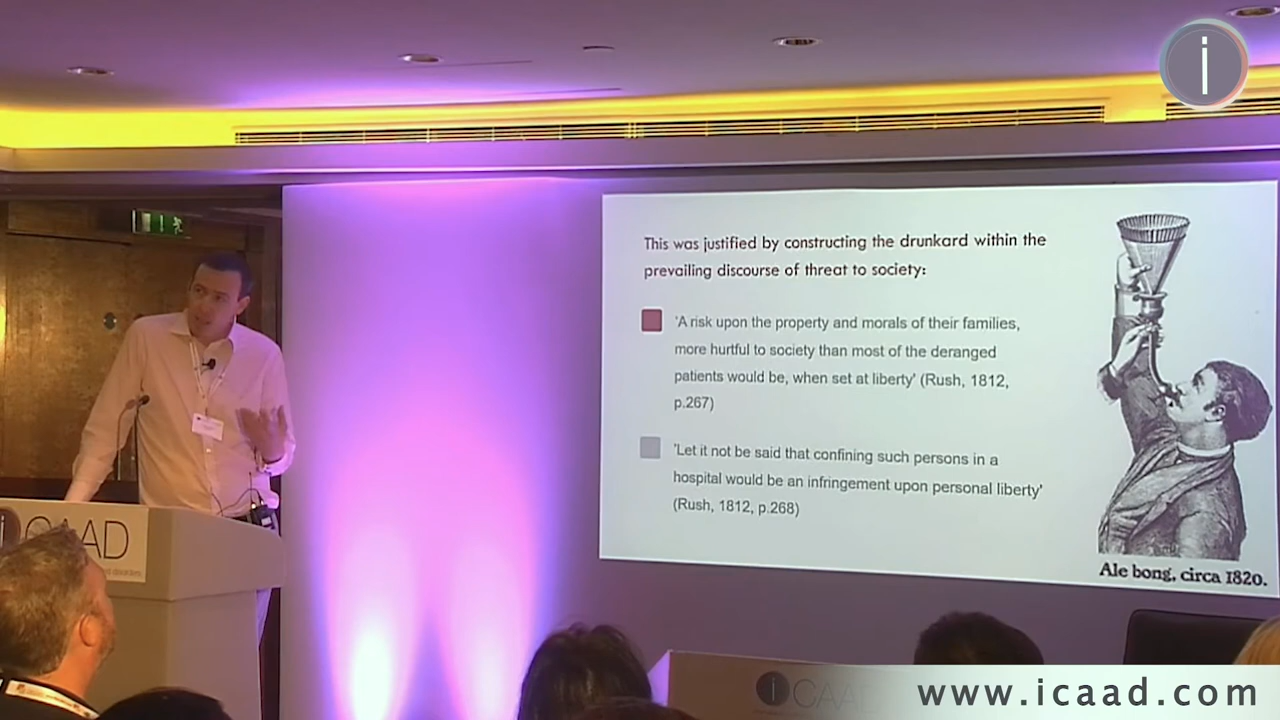 i
This was justified by constructing the drunkard within the
prevailing discourse of threat to society:
'A risk upon the property and morals of their families,
more hurtful to society than most of the deranged
patients would be, when set at liberty' (Rush, 1812,
p.267)
'Let it not be said that confining such persons in a
hospital would be an infringement upon personal liberty'
(Rush, 1812, p.268)
Ale bong, circa 1820.
iCAAD
disorders
iCAAD
www.icaad.com